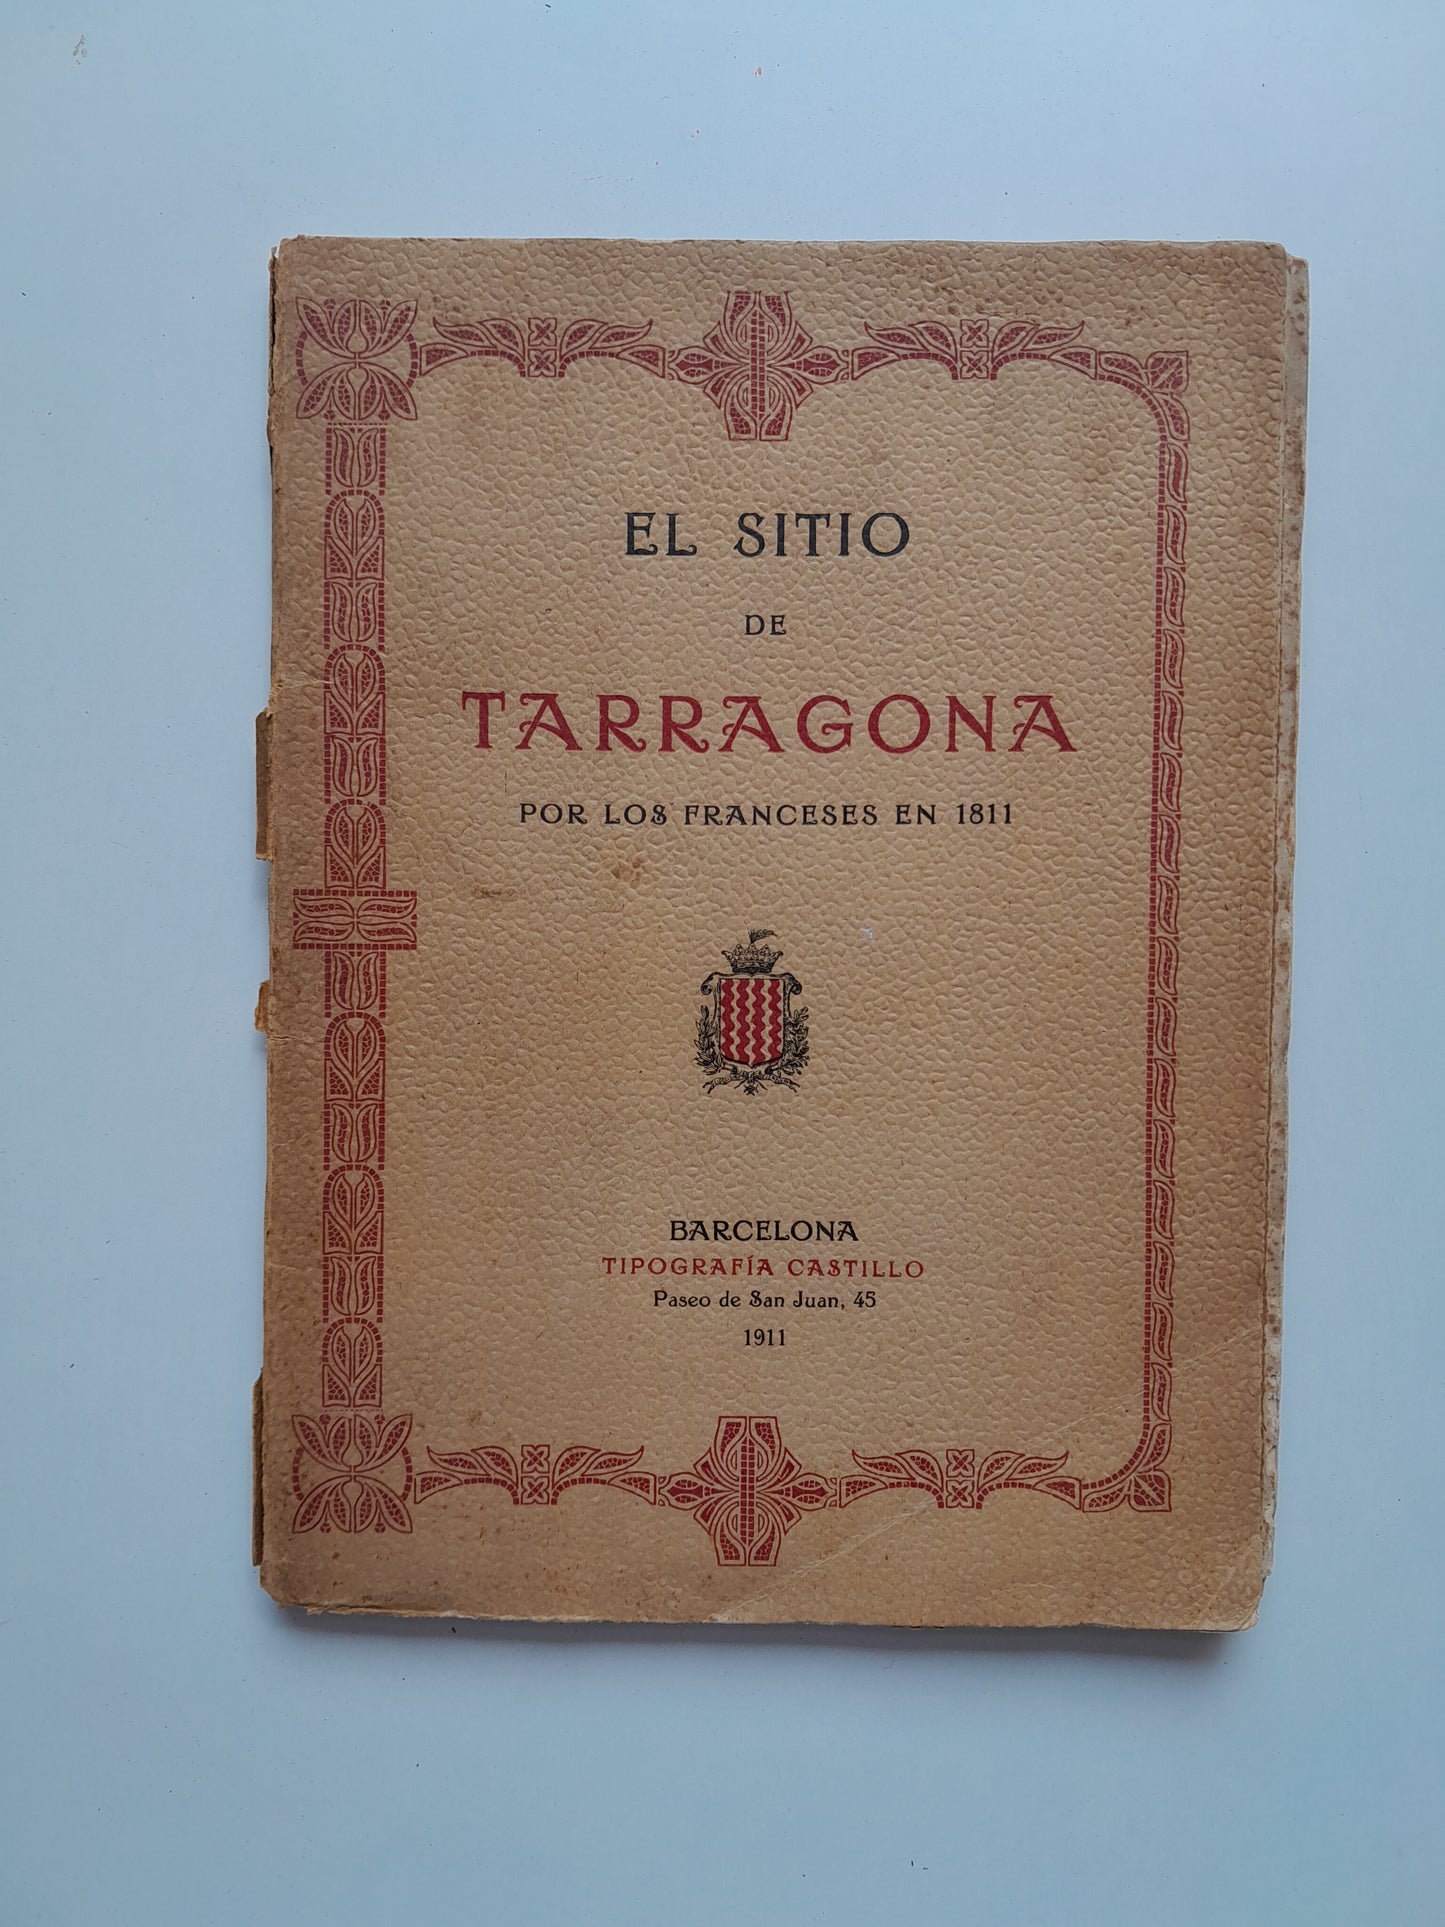 EL SITIO
DE
TARRAGONA
POR LOS FRANCESES EN 1811
BARCELONA
TIPOGRAFÍA CASTILLO
Paseo de San Juan, 45
1911